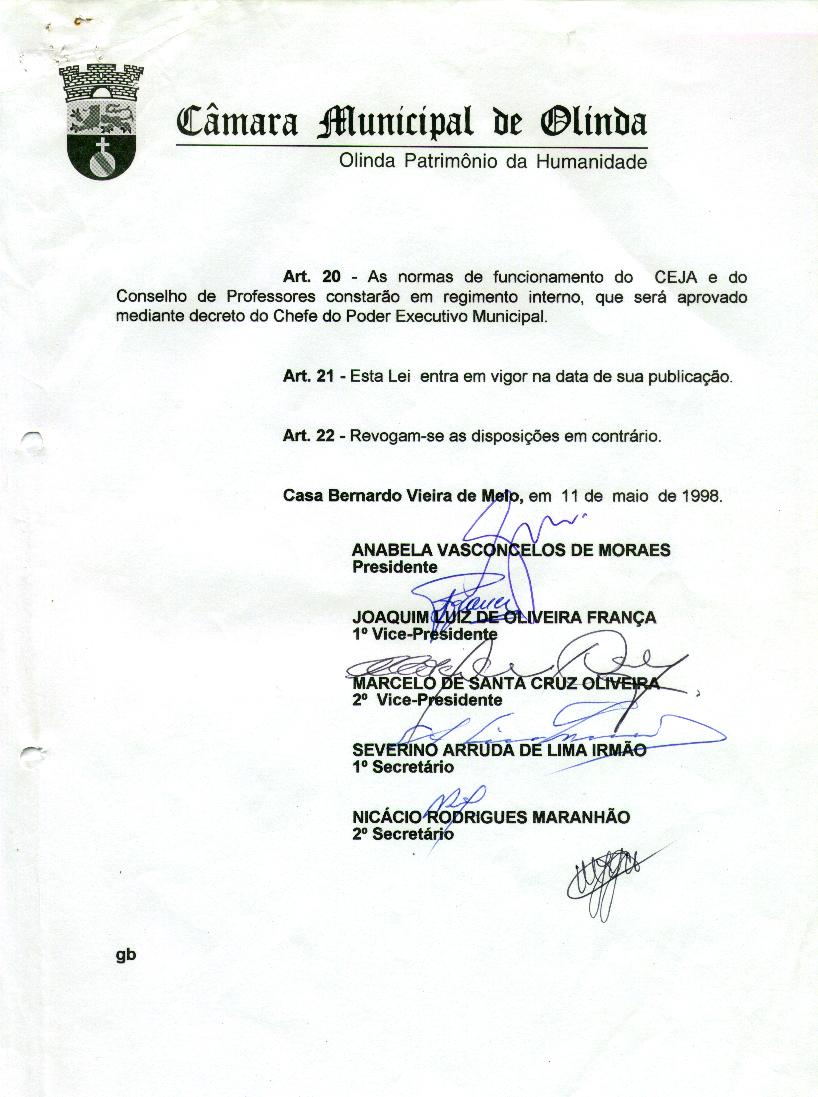 Câmara Municipal de Olinda
Olinda Patrimônio da Humanidade
Art. 20 - As normas de funcionamento do CEJA e do
Conselho de Professores constarão em regimento interno, que será aprovado
mediante decreto do Chefe do Poder Executivo Municipal.
Art. 21 - Esta Lei entra em vigor na data de sua publicação.
Art. 22 - Revogam-se as disposições em contrário.
Casa Bernardo Vieira de Melo, em 11 de maio de 1998.
ANABELA VASCONCELOS DE MORAES
Presidente
JOAQUIM LUIZ DE OLIVEIRA FRANÇA
1º Vice-Presidente
MARCELO DE SANTA CRUZ OLIVEIRA
2º Vice-Presidente
SEVERINO ARRUDA DE LIMA IRMÃO
1º Secretário
NICÁCIO RODRIGUES MARANHÃO
2º Secretário
gb